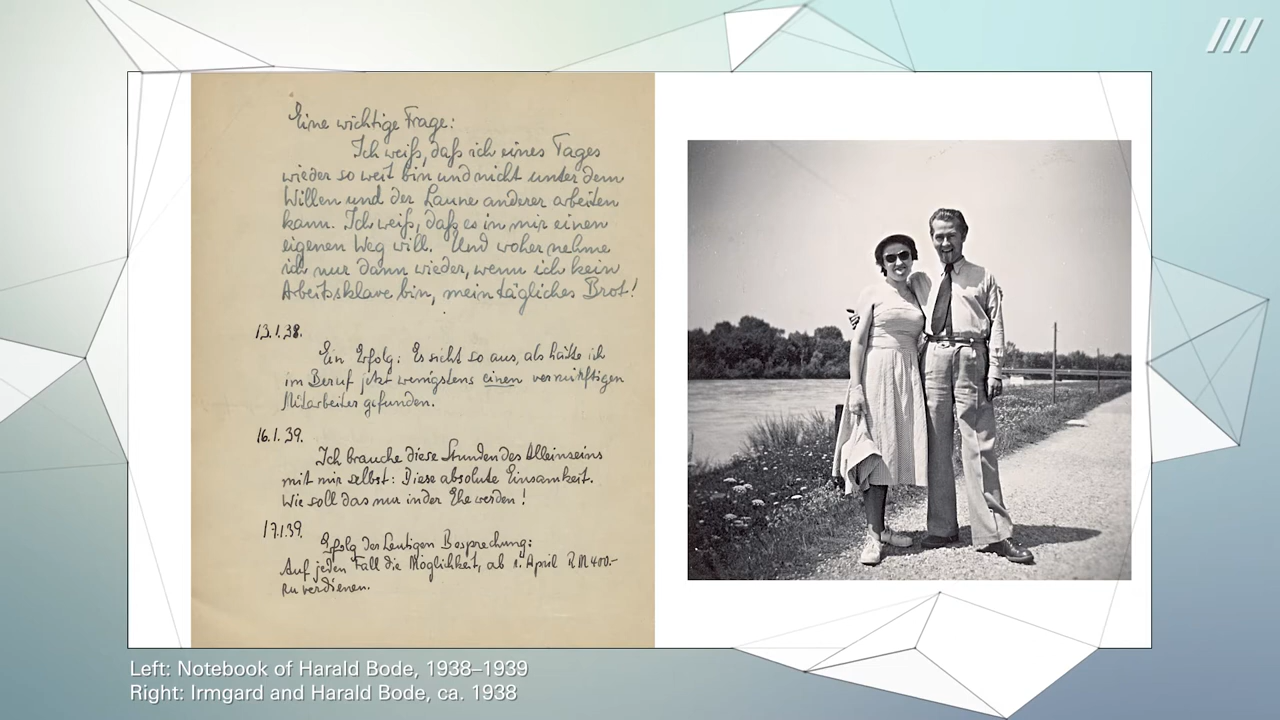 Eine wichtige Frage:
Ich weiß, daß ich eines Tages
wieder so weit bin und nicht unter dem
Willen und der Laune anderer arbeiten
kann. Ich weiß, daß es in mir einen
eigenen Weg will. Und woher nehme
ich nur dann wieder, wenn ich kein
Arbeitssklave bin, mein tägliches Brot!
13.1.38.
Ein Erfolg: Es sieht so aus, als hätte ich
im Beruf jetzt wenigstens einen vernünftigen
Mitarbeiter gefunden.
16.1.39.
Ich brauche diese Stunden des Alleinseins
mit mir selbst: Diese absolute Einsamkeit.
Wie soll das nur in der Ehe werden!
17.1.39.
Erfolg der heutigen Besprechung:
Auf jeden Fall die Möglichkeit, ab 1. April RM 400.-
zu verdienen.
Left: Notebook of Harald Bode, 1938–1939
Right: Irmgard and Harald Bode, ca. 1938